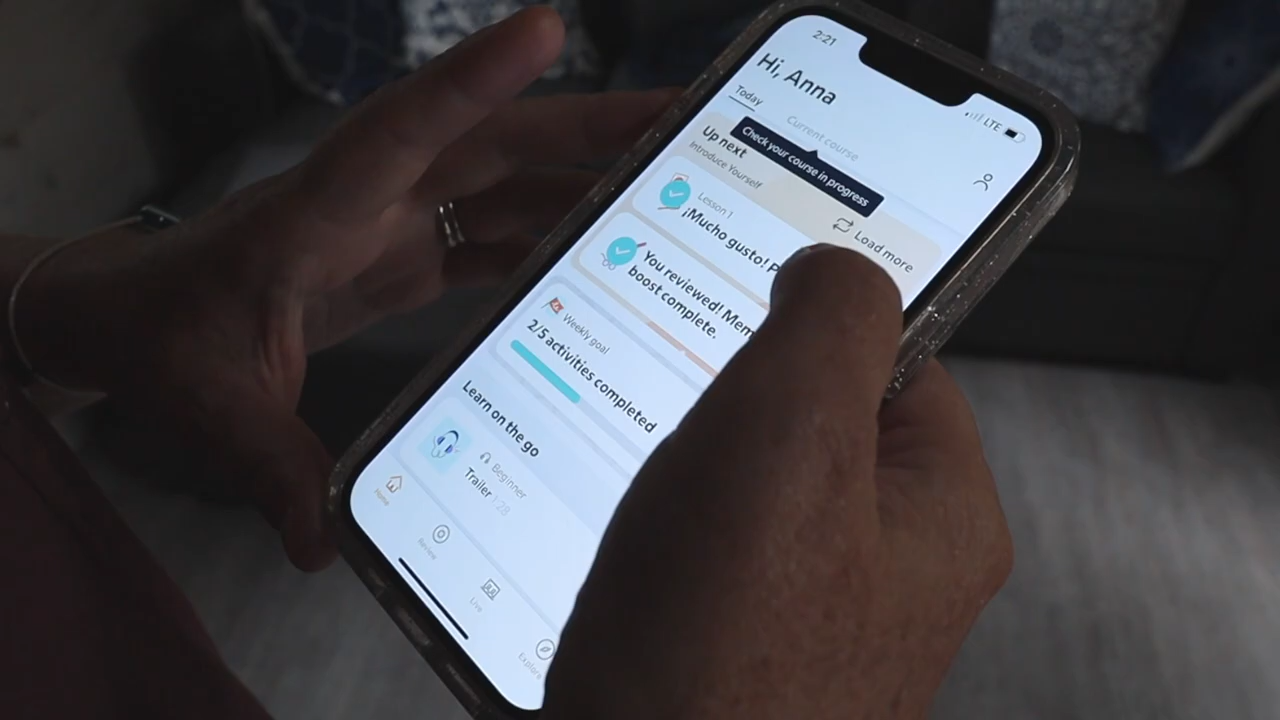 2:21
LTE
Hi, Anna
Today
Current course
Check your course in progress
Up next
Introduce Yourself
Load more
Lesson 1
¡Mucho gusto!
You reviewed!
boost complete.
Weekly goal
2/5 activities completed
Learn on the go
Beginner
Trailer | 28
Home
Review
Live
Explore